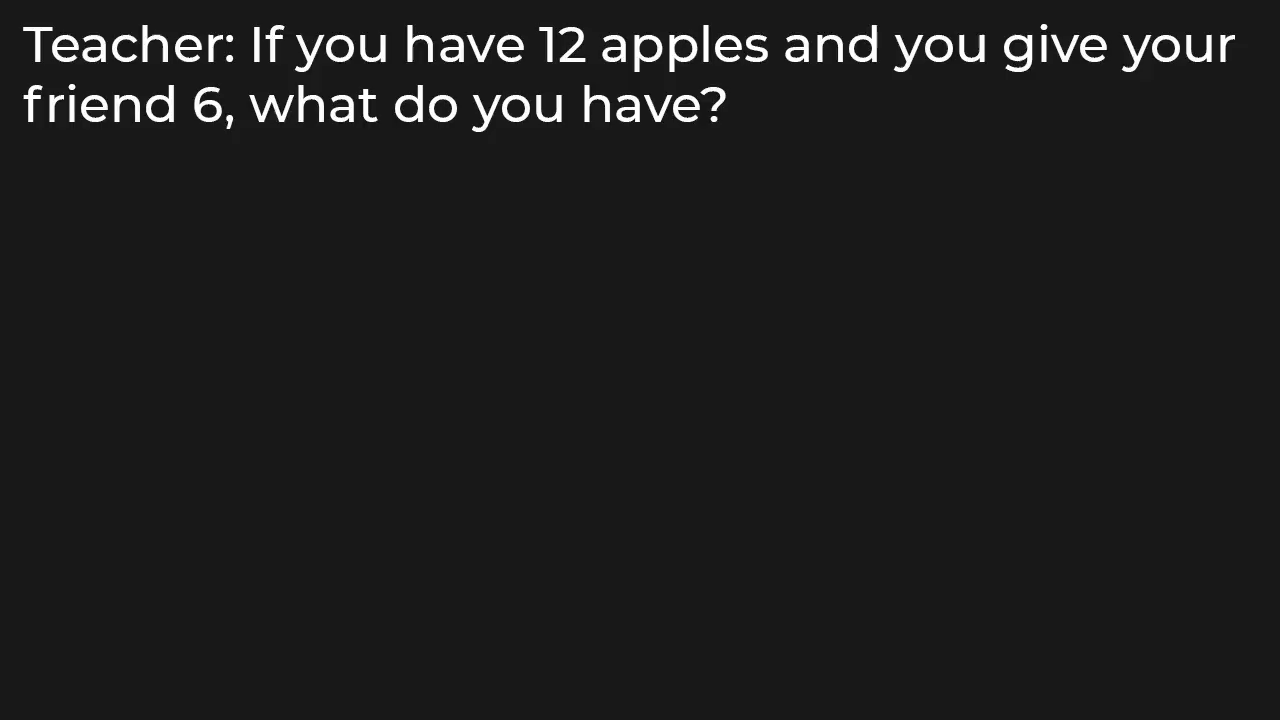 Teacher: If you have 12 apples and you give your
friend 6, what do you have?